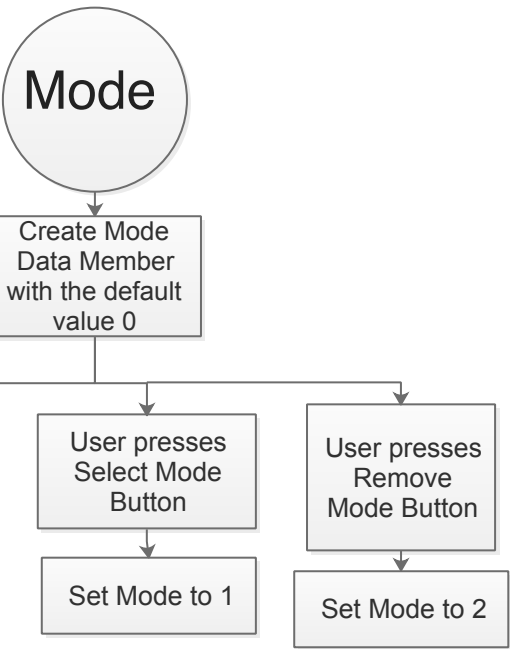 Mode
Create Mode
Data Member
with the default
value 0
User presses
Select Mode
Button
User presses
Remove
Mode Button
Set Mode to 1
Set Mode to 2